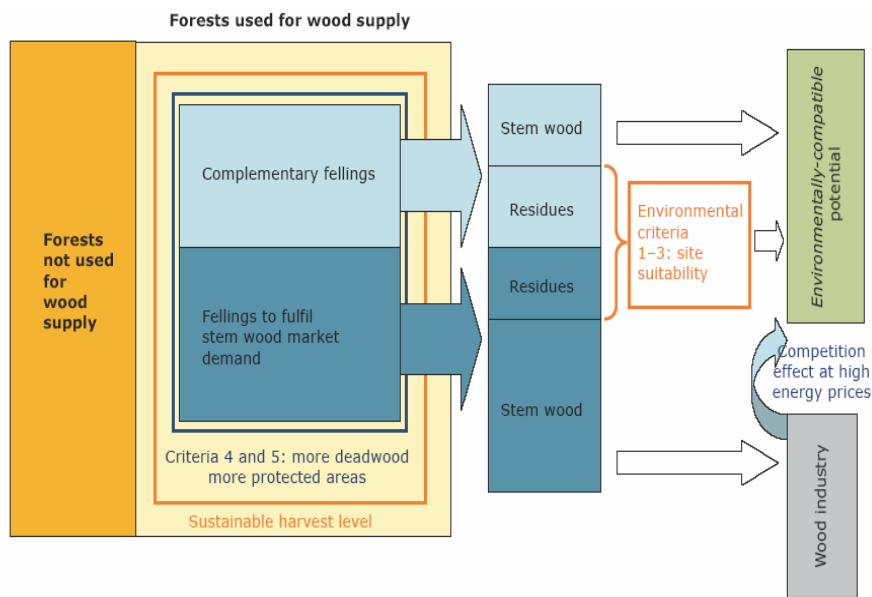 Forests used for wood supply
Forests
not used
for
wood
supply
Complementary fellings
Fellings to fulfil
stem wood market
demand
Criteria 4 and 5: more deadwood
more protected areas
Sustainable harvest level
Stem wood
Residues
Residues
Stem wood
Environmental
criteria
1–3: site
suitability
Environmentally-compatible
potential
Competition
effect at high
energy prices
Wood industry